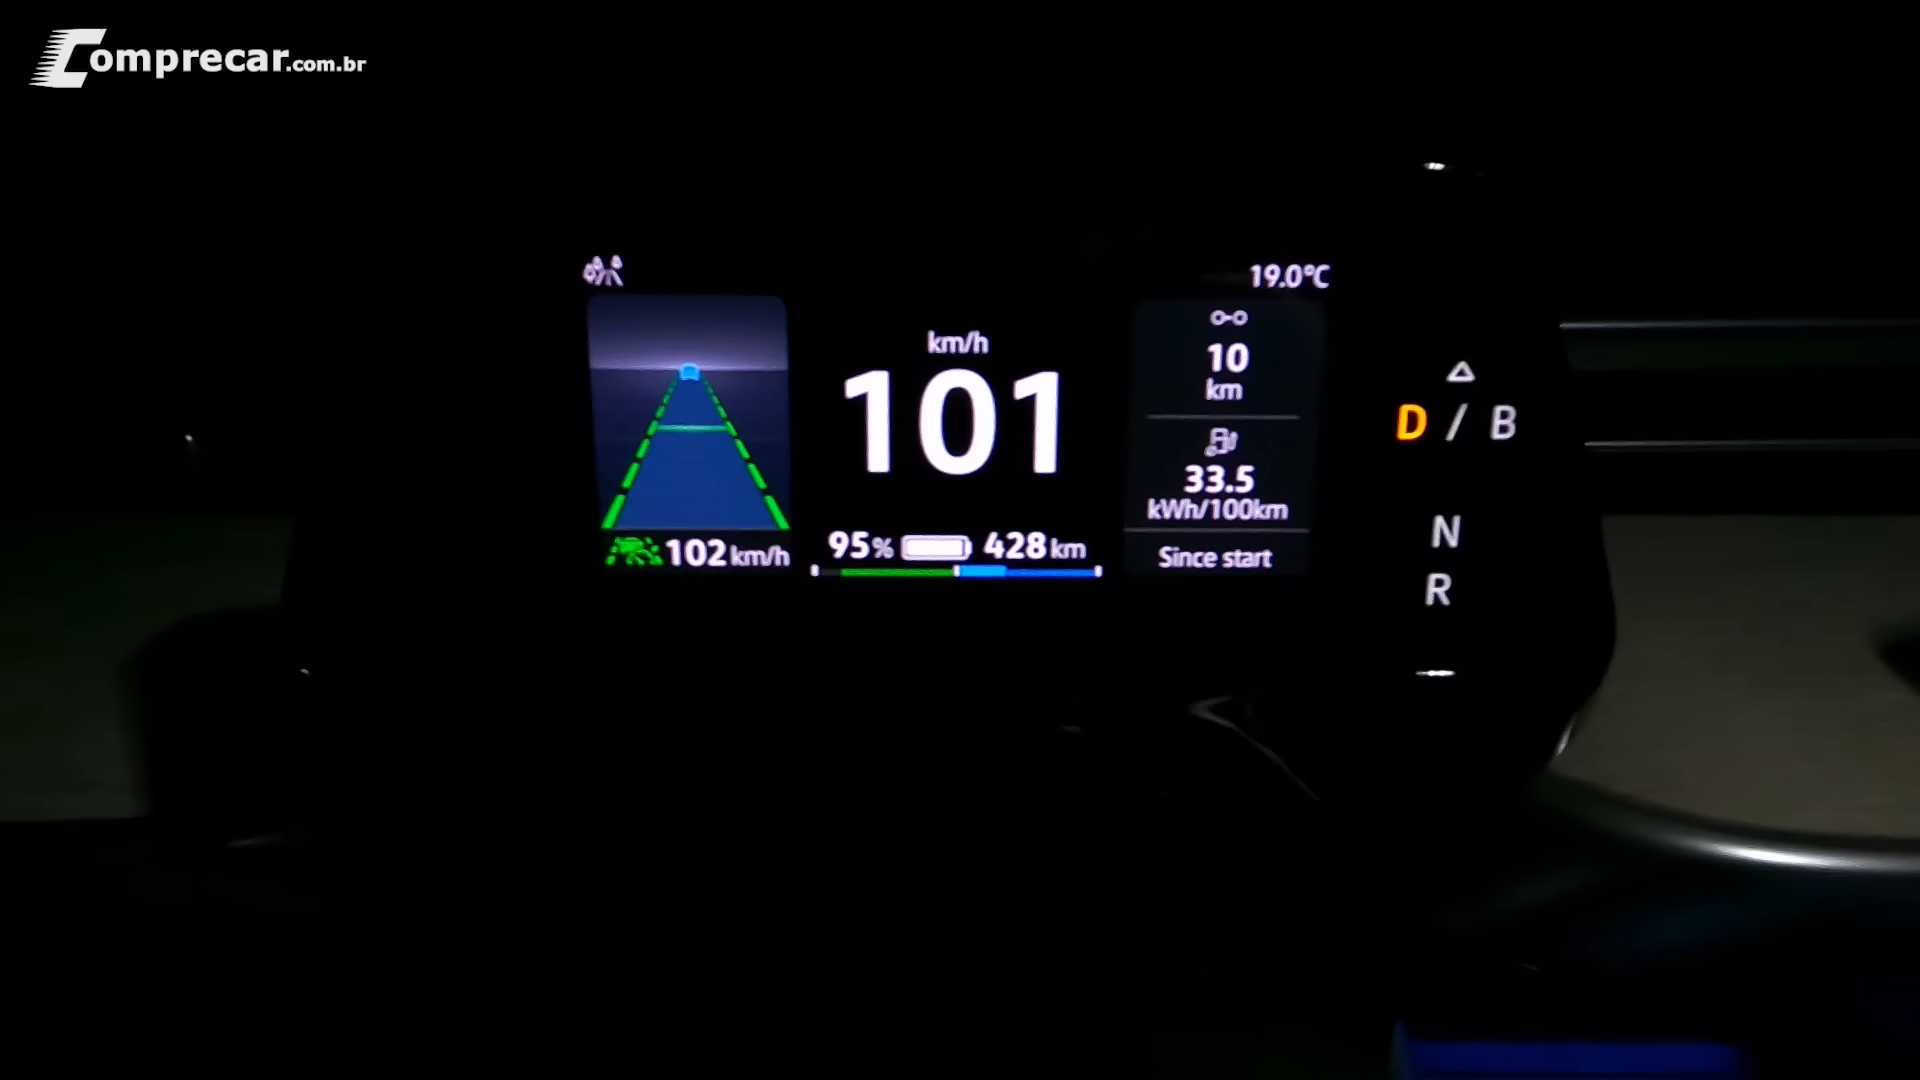 Comprecar.com.br
19.0°C
km/h
101
10
km
33.5
kWh/100km
Since start
102 km/h
95% 428 km
D / B
N
R